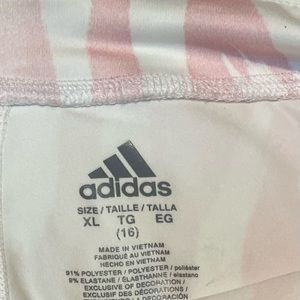 adidas
SIZE / TAILLE / TALLA
XL TG EG
(16)
MADE IN VIETNAM
FABRIQUÉ AU VIETNAM
HECHO EN VIETNAM
91% POLYESTER / POLYESTER / poliéster
9% ELASTANE / ÉLASTHANNE / elastano
EXCLUSIVE OF DECORATION /
EXCLUSIF DES DÉCORATIONS /